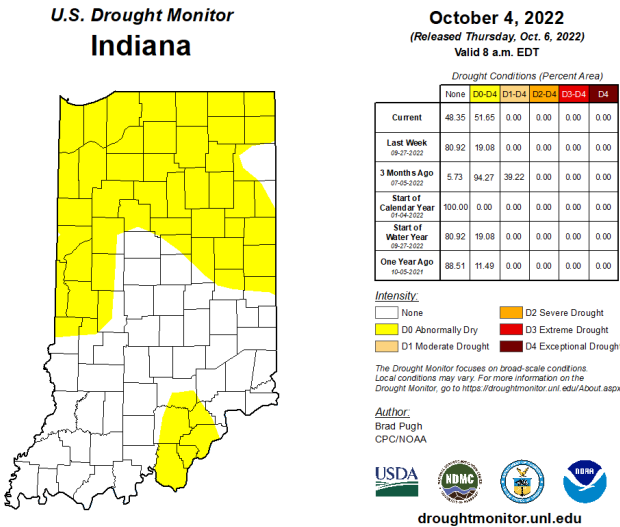 U.S. Drought Monitor
Indiana
October 4, 2022
(Released Thursday, Oct. 6, 2022)
Valid 8 a.m. EDT
Drought Conditions (Percent Area)
None D0-D4 D1-D4 D2-D4 D3-D4 D4
Current 48.35 51.65 0.00 0.00 0.00 0.00
Last Week 80.92 19.08 0.00 0.00 0.00 0.00
09-27-2022
3 Months Ago 5.73 94.27 39.22 0.00 0.00 0.00
07-05-2022
Start of
Calendar Year 100.00 0.00 0.00 0.00 0.00 0.00
01-04-2022
Start of
Water Year 80.92 19.08 0.00 0.00 0.00 0.00
09-27-2022
One Year Ago 88.51 11.49 0.00 0.00 0.00 0.00
10-05-2021
Intensity:
None
D0 Abnormally Dry
D1 Moderate Drought
D2 Severe Drought
D3 Extreme Drought
D4 Exceptional Drought
The Drought Monitor focuses on broad-scale conditions.
Local conditions may vary. For more information on the
Drought Monitor, go to https://droughtmonitor.unl.edu/About.aspx
Author:
Brad Pugh
CPC/NOAA
USDA
NDMC
NOAA
droughtmonitor.unl.edu